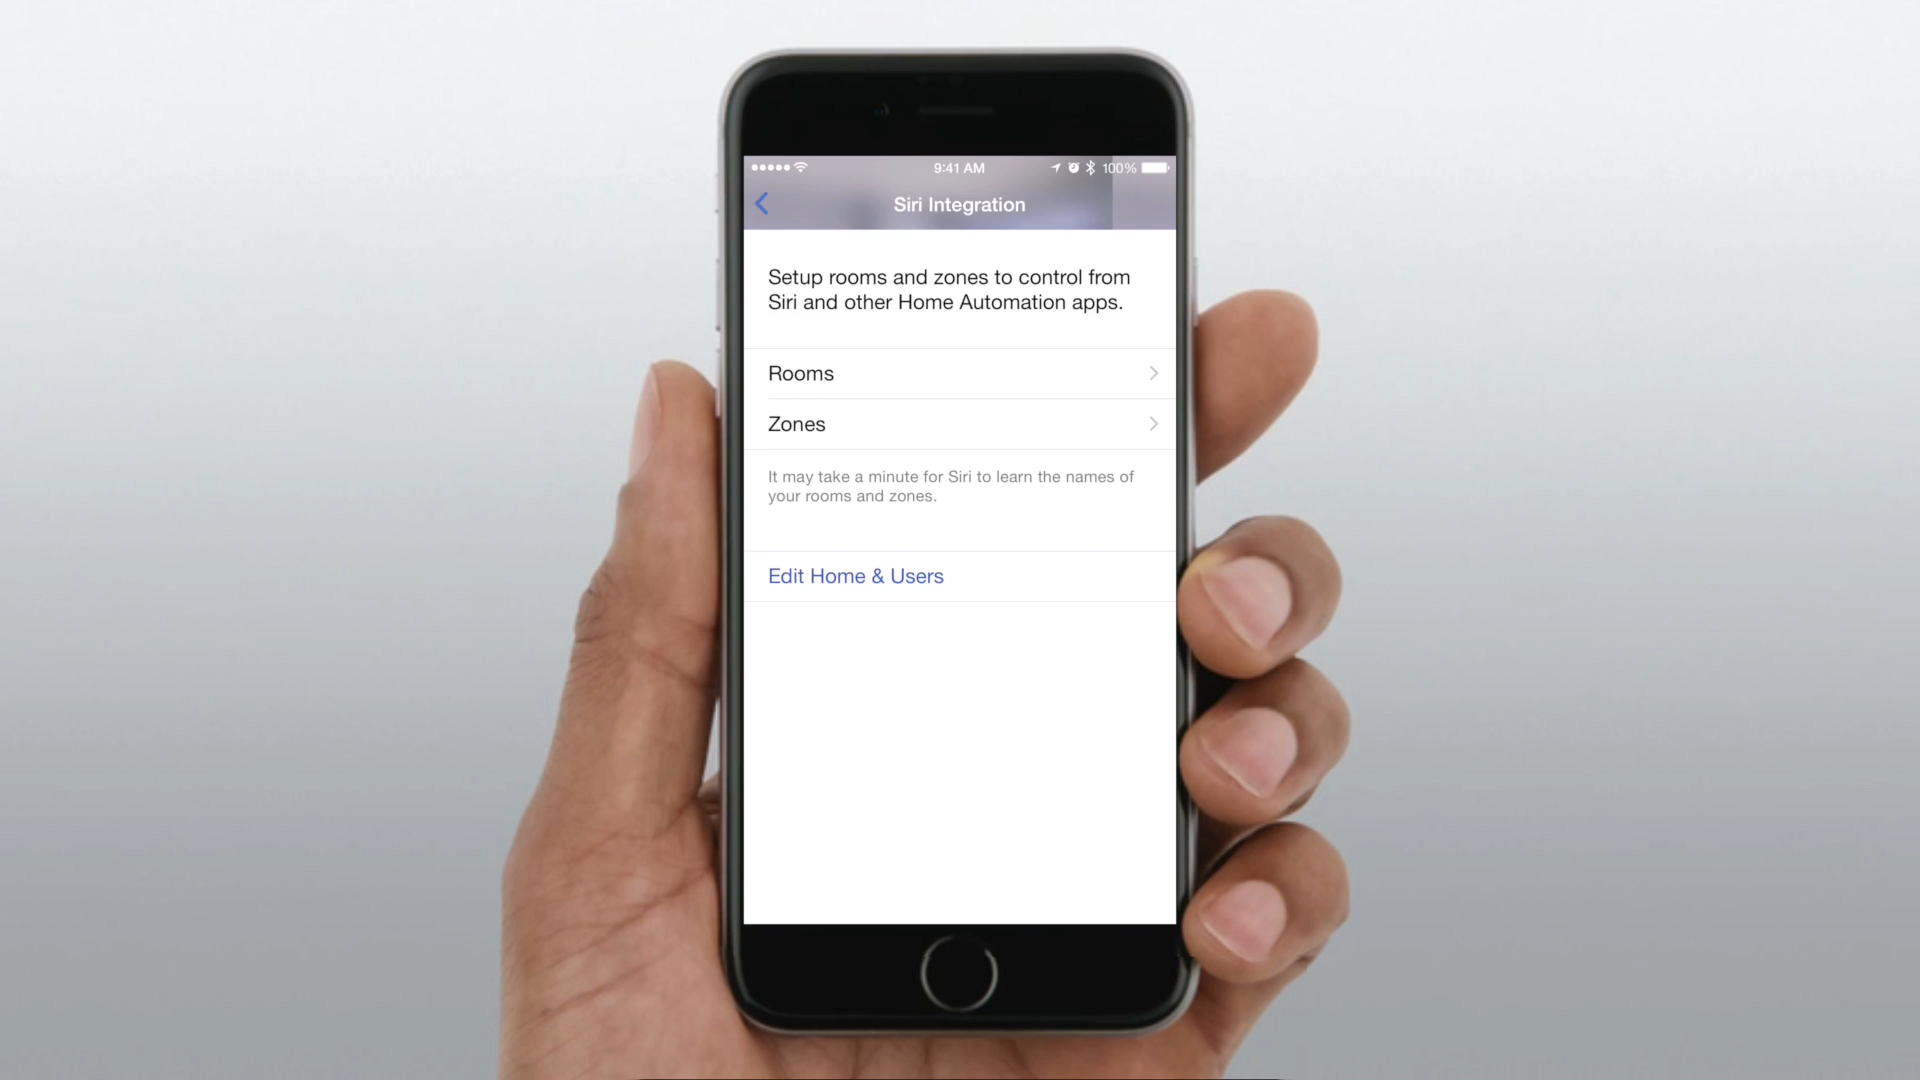 9:41 AM 100%
Siri Integration
Setup rooms and zones to control from
Siri and other Home Automation apps.
Rooms
Zones
It may take a minute for Siri to learn the names of
your rooms and zones.
Edit Home & Users